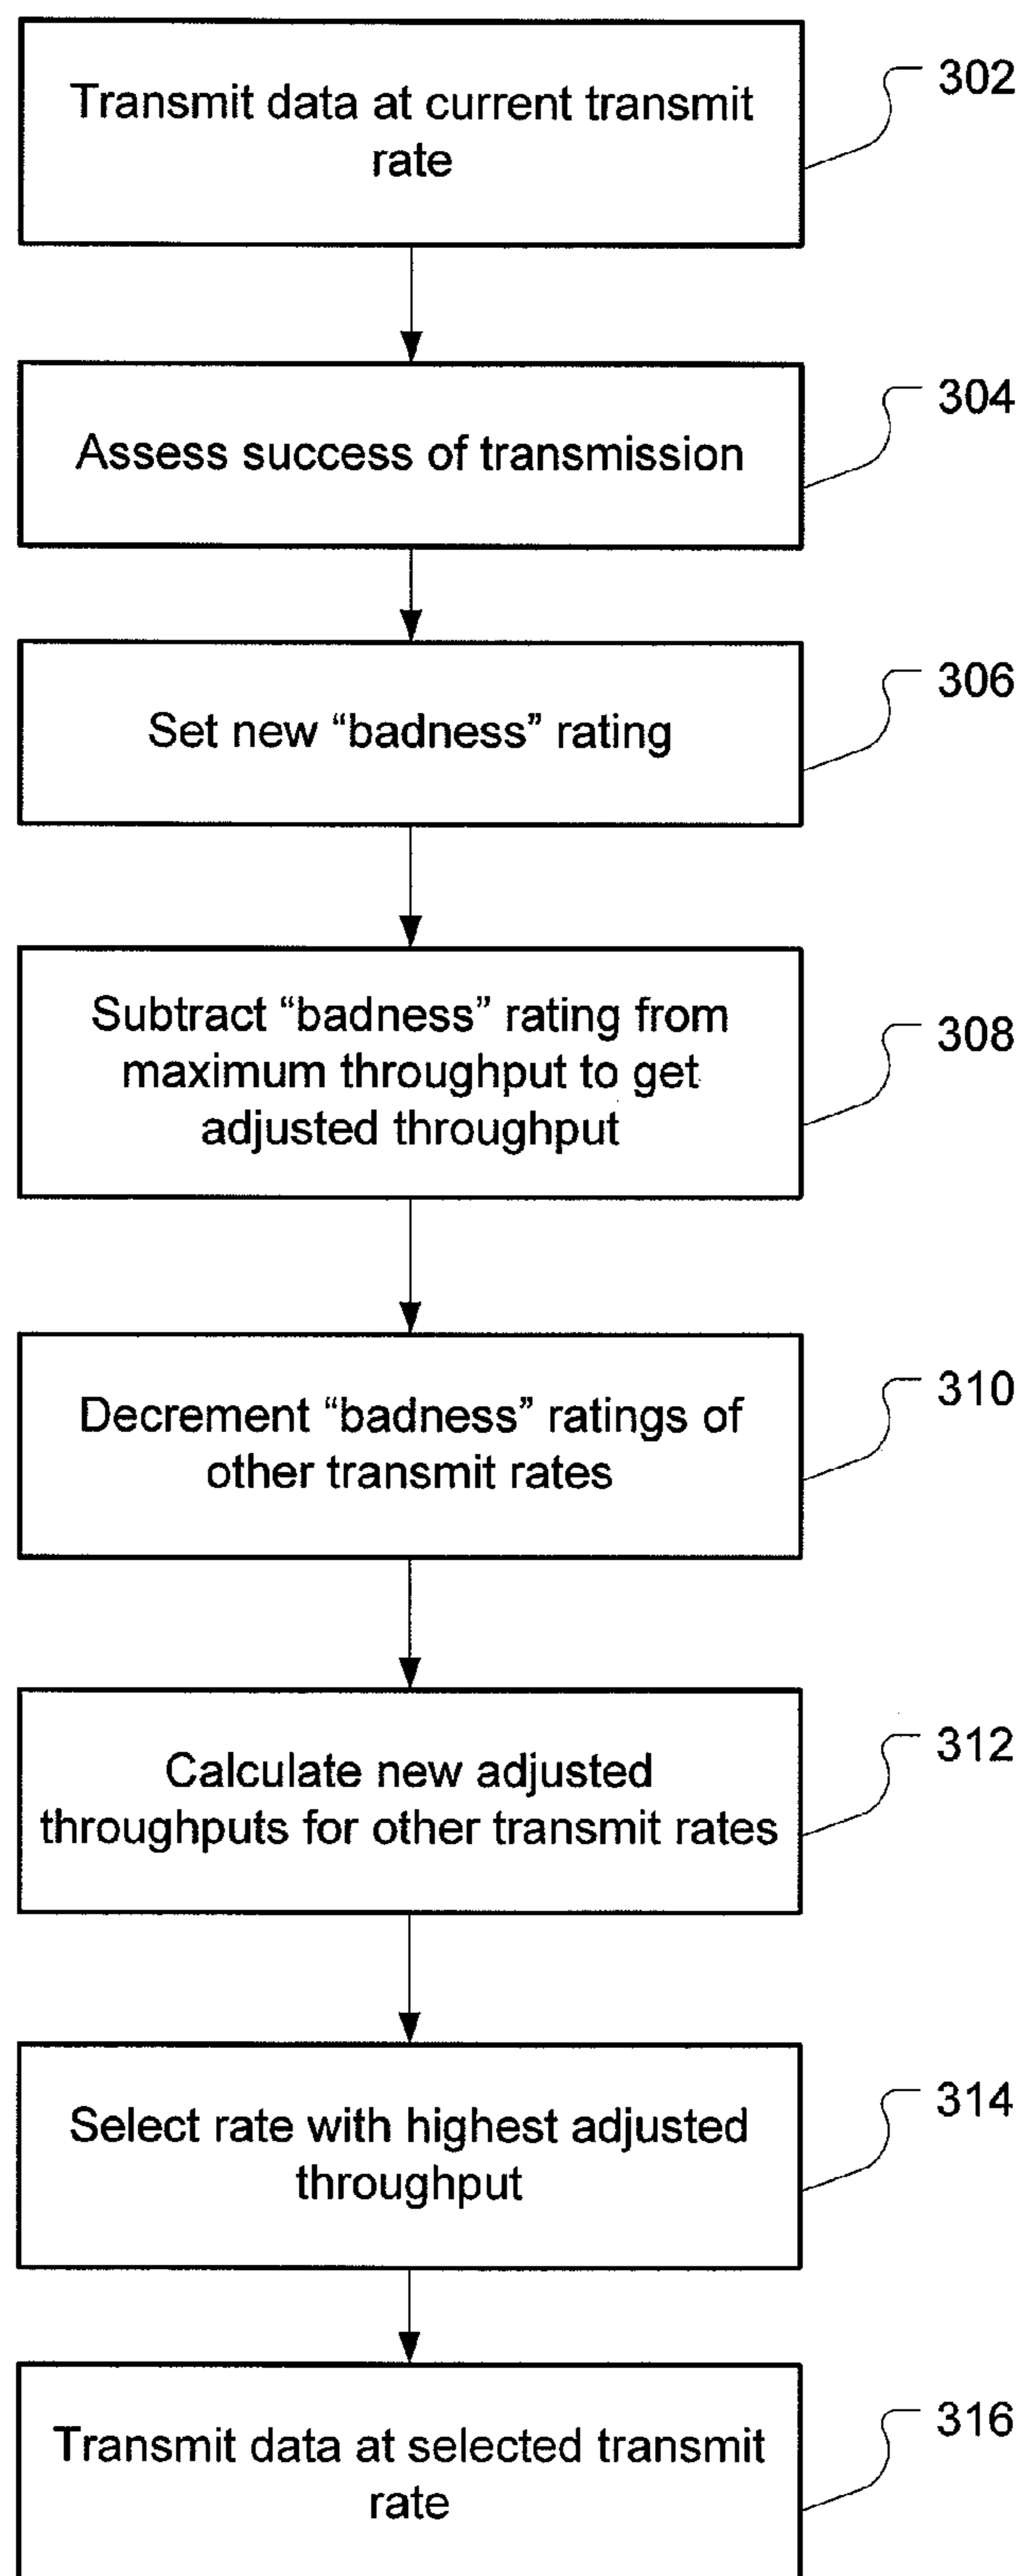 Transmit data at current transmit
rate
302
Assess success of transmission
304
Set new “badness” rating
306
Subtract “badness” rating from
maximum throughput to get
adjusted throughput
308
Decrement “badness” ratings of
other transmit rates
310
Calculate new adjusted
throughputs for other transmit rates
312
Select rate with highest adjusted
throughput
314
Transmit data at selected transmit
rate
316